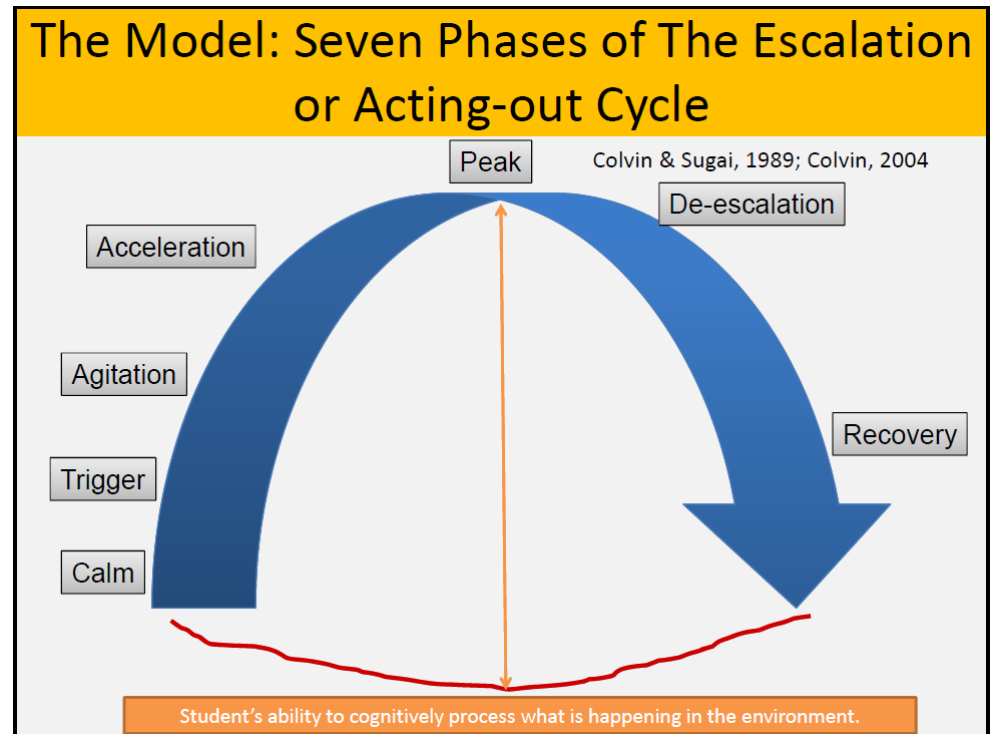 The Model: Seven Phases of The Escalation
or Acting-out Cycle
Peak
Colvin & Sugai, 1989; Colvin, 2004
De-escalation
Acceleration
Agitation
Recovery
Trigger
Calm
Student's ability to cognitively process what is happening in the environment.